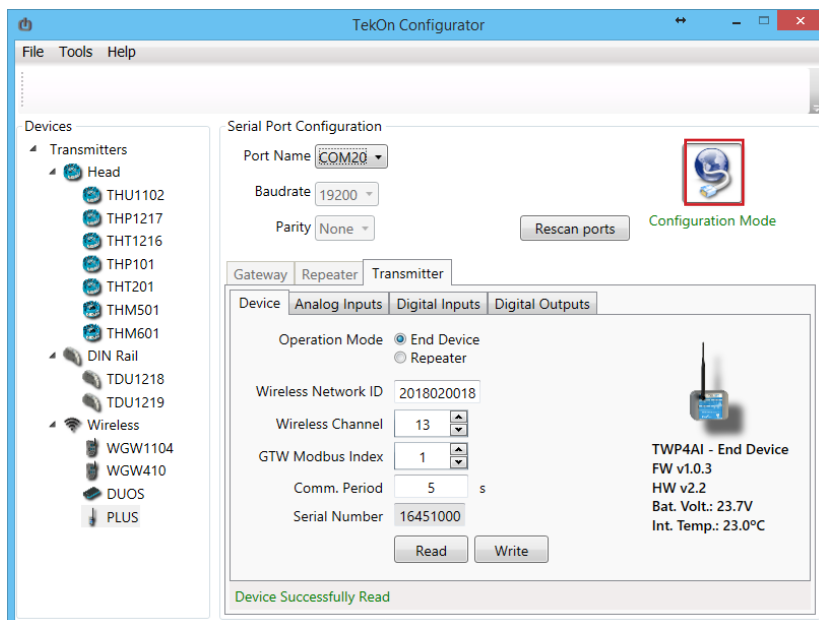 TekOn Configurator
File Tools Help
Devices
Transmitters
Head
THU1102
THP1217
THT1216
THP101
THT201
THM501
THM601
DIN Rail
TDU1218
TDU1219
Wireless
WGW1104
WGW410
DUOS
PLUS
Serial Port Configuration
Port Name COM20
Baudrate 19200
Parity None
Rescan ports
Configuration Mode
Gateway Repeater Transmitter
Device Analog Inputs Digital Inputs Digital Outputs
Operation Mode End Device
Repeater
Wireless Network ID 2018020018
Wireless Channel 13
GTW Modbus Index 1
Comm. Period 5 s
Serial Number 16451000
Read Write
TWP4AI - End Device
FW v1.0.3
HW v2.2
Bat. Volt.: 23.7V
Int. Temp.: 23.0ºC
Device Successfully Read